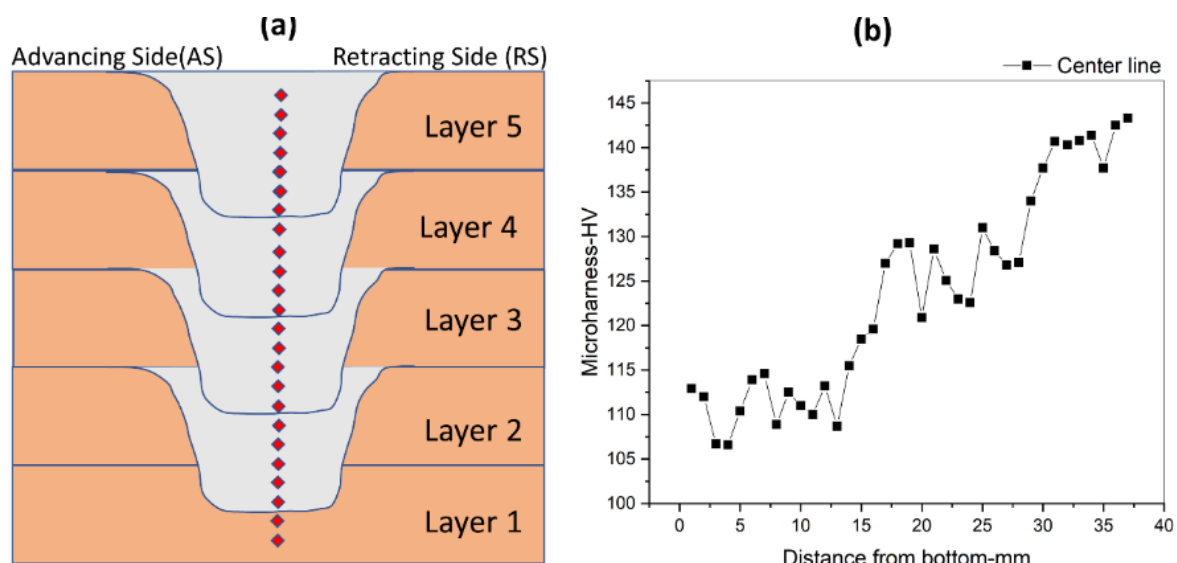 (a)
Advancing Side(AS) Retracting Side (RS)
Layer 5
Layer 4
Layer 3
Layer 2
Layer 1
(b)
Center line
Microharness-HV
145
140
135
130
125
120
115
110
105
100
0 5 10 15 20 25 30 35 40
Distance from bottom-mm